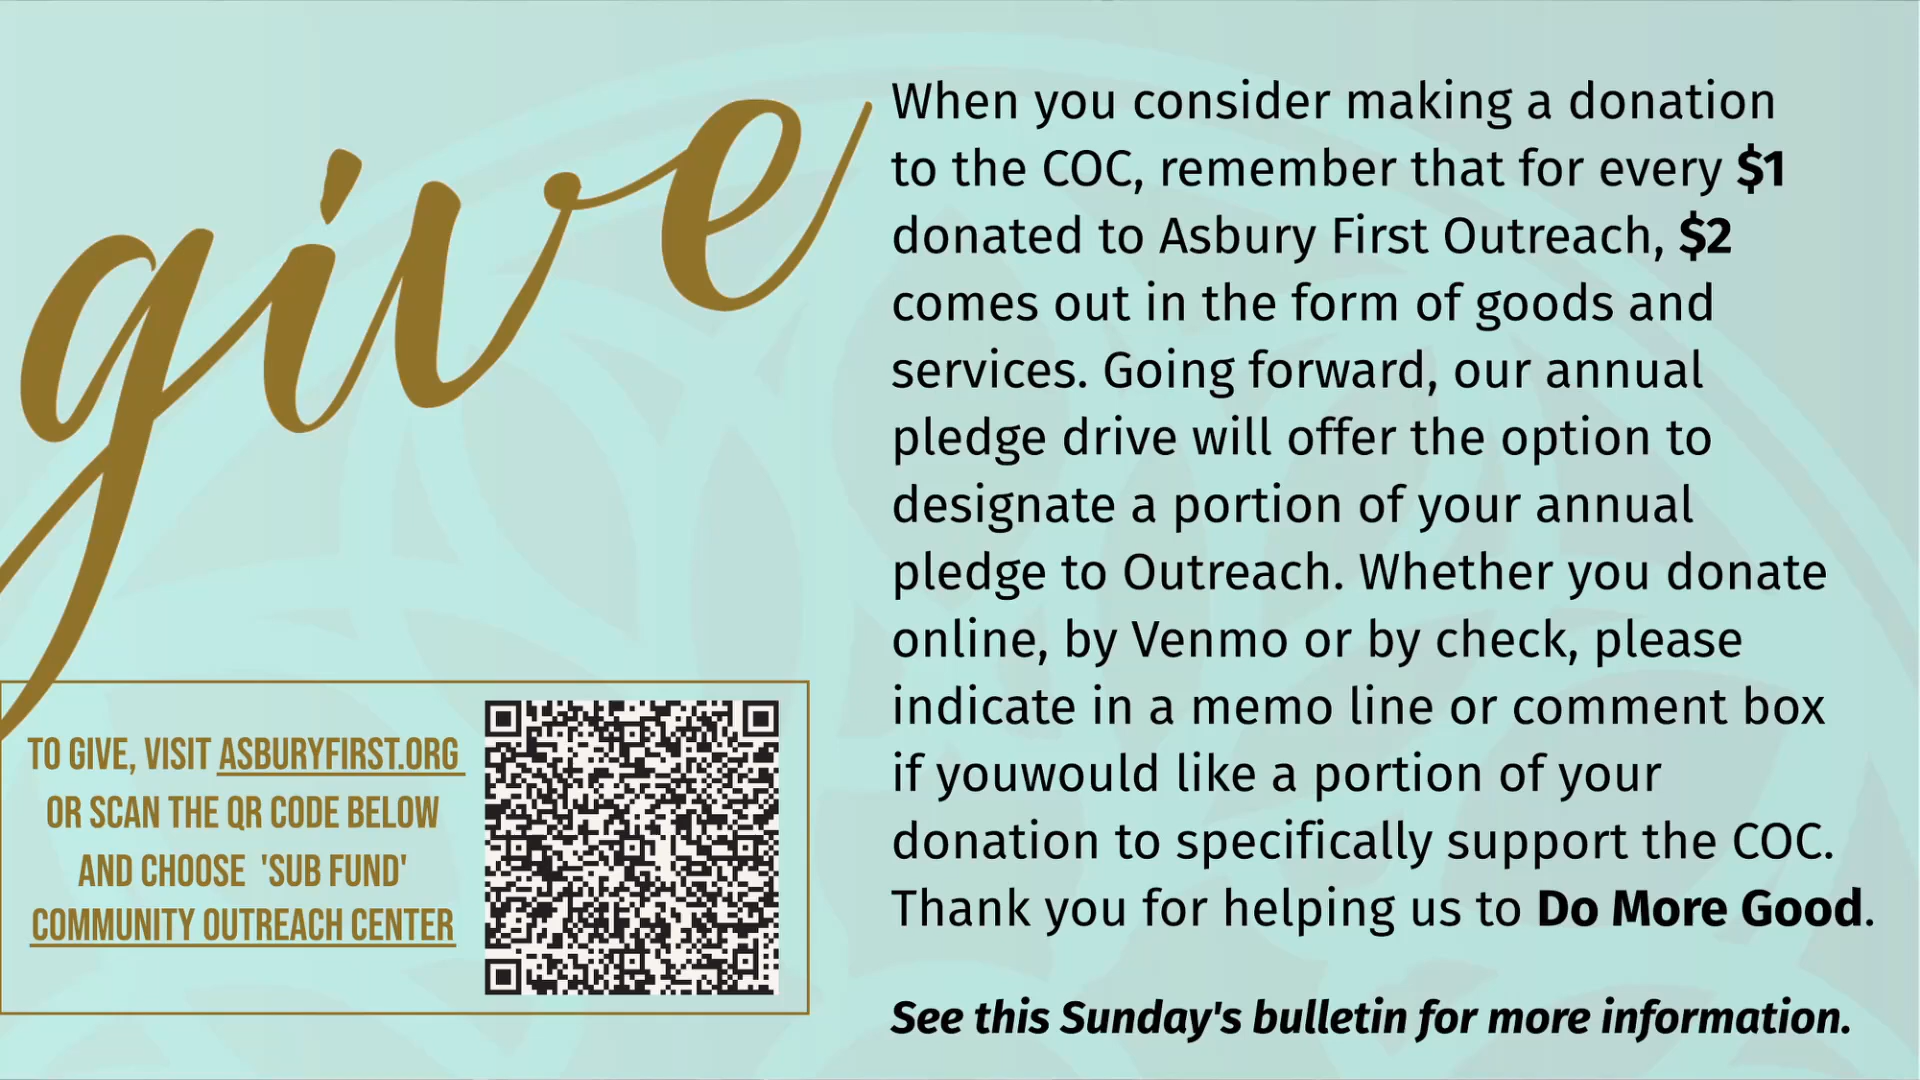 give
TO GIVE, VISIT ASBURYFIRST.ORG
OR SCAN THE QR CODE BELOW
AND CHOOSE 'SUB FUND'
COMMUNITY OUTREACH CENTER
When you consider making a donation
to the COC, remember that for every $1
donated to Asbury First Outreach, $2
comes out in the form of goods and
services. Going forward, our annual
pledge drive will offer the option to
designate a portion of your annual
pledge to Outreach. Whether you donate
online, by Venmo or by check, please
indicate in a memo line or comment box
if youwould like a portion of your
donation to specifically support the COC.
Thank you for helping us to Do More Good.
See this Sunday's bulletin for more information.